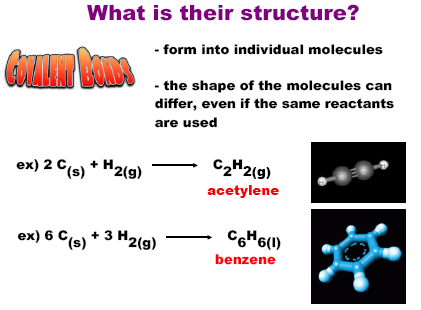 What is their structure?
COVALENT BONDS
- form into individual molecules
- the shape of the molecules can
differ, even if the same reactants
are used
ex) 2 C(s) + H2(g) → C2H2(g)
acetylene
ex) 6 C(s) + 3 H2(g) → C6H6(l)
benzene